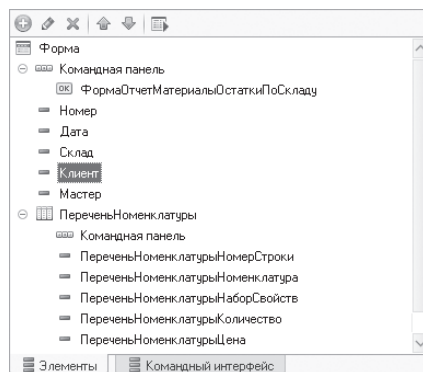 Форма
Командная панель
OK ФормаОтчетМатериалыОстаткиПоСкладу
Номер
Дата
Склад
Клиент
Мастер
ПереченьНоменклатуры
Командная панель
ПереченьНоменклатурыНомерСтроки
ПереченьНоменклатурыНоменклатура
ПереченьНоменклатурыНаборСвойств
ПереченьНоменклатурыКоличество
ПереченьНоменклатурыЦена
Элементы Командный интерфейс